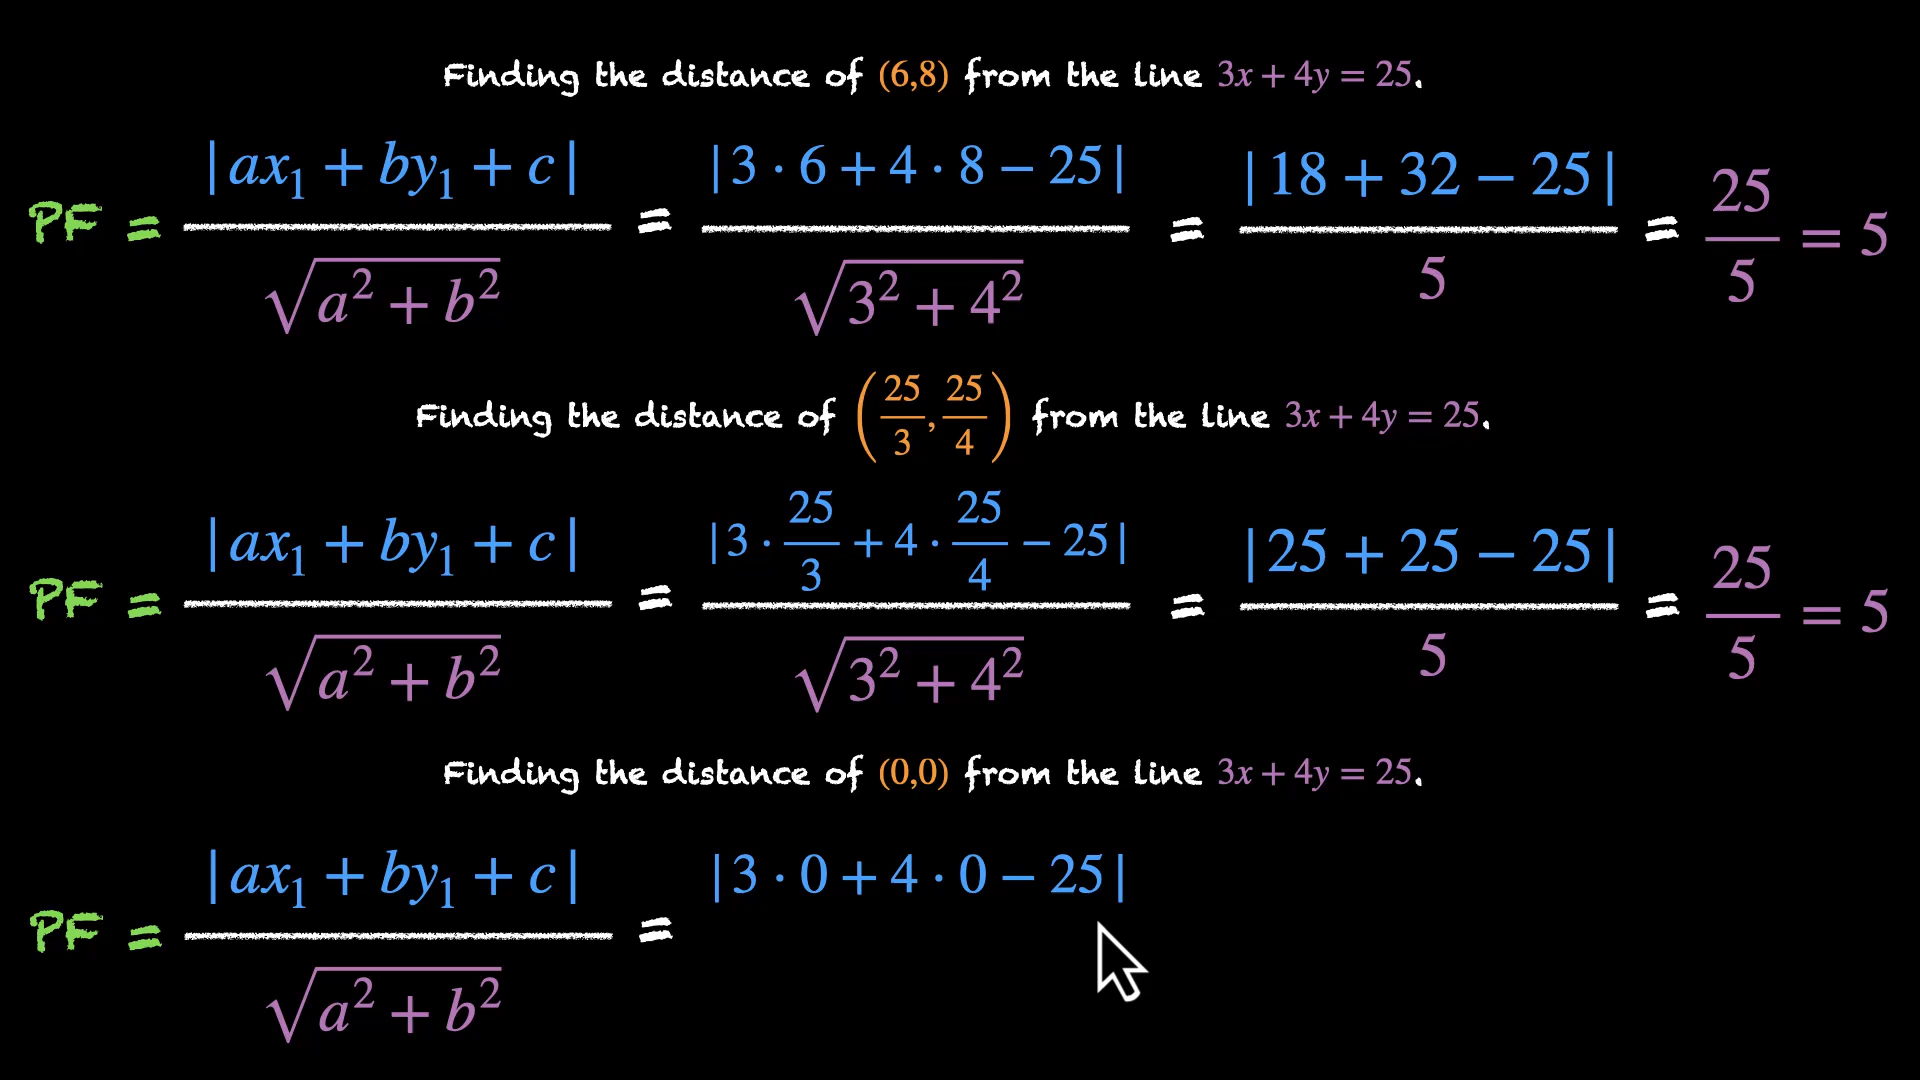 Finding the distance of (6,8) from the line 3x + 4y = 25.
PF = |ax₁ + by₁ + c| / √(a² + b²) = |3 · 6 + 4 · 8 − 25| / √(3² + 4²) = |18 + 32 − 25| / 5 = 25/5 = 5
Finding the distance of (25/3, 25/4) from the line 3x + 4y = 25.
PF = |ax₁ + by₁ + c| / √(a² + b²) = |3 · 25/3 + 4 · 25/4 − 25| / √(3² + 4²) = |25 + 25 − 25| / 5 = 25/5 = 5
Finding the distance of (0,0) from the line 3x + 4y = 25.
PF = |ax₁ + by₁ + c| / √(a² + b²) = |3 · 0 + 4 · 0 − 25|